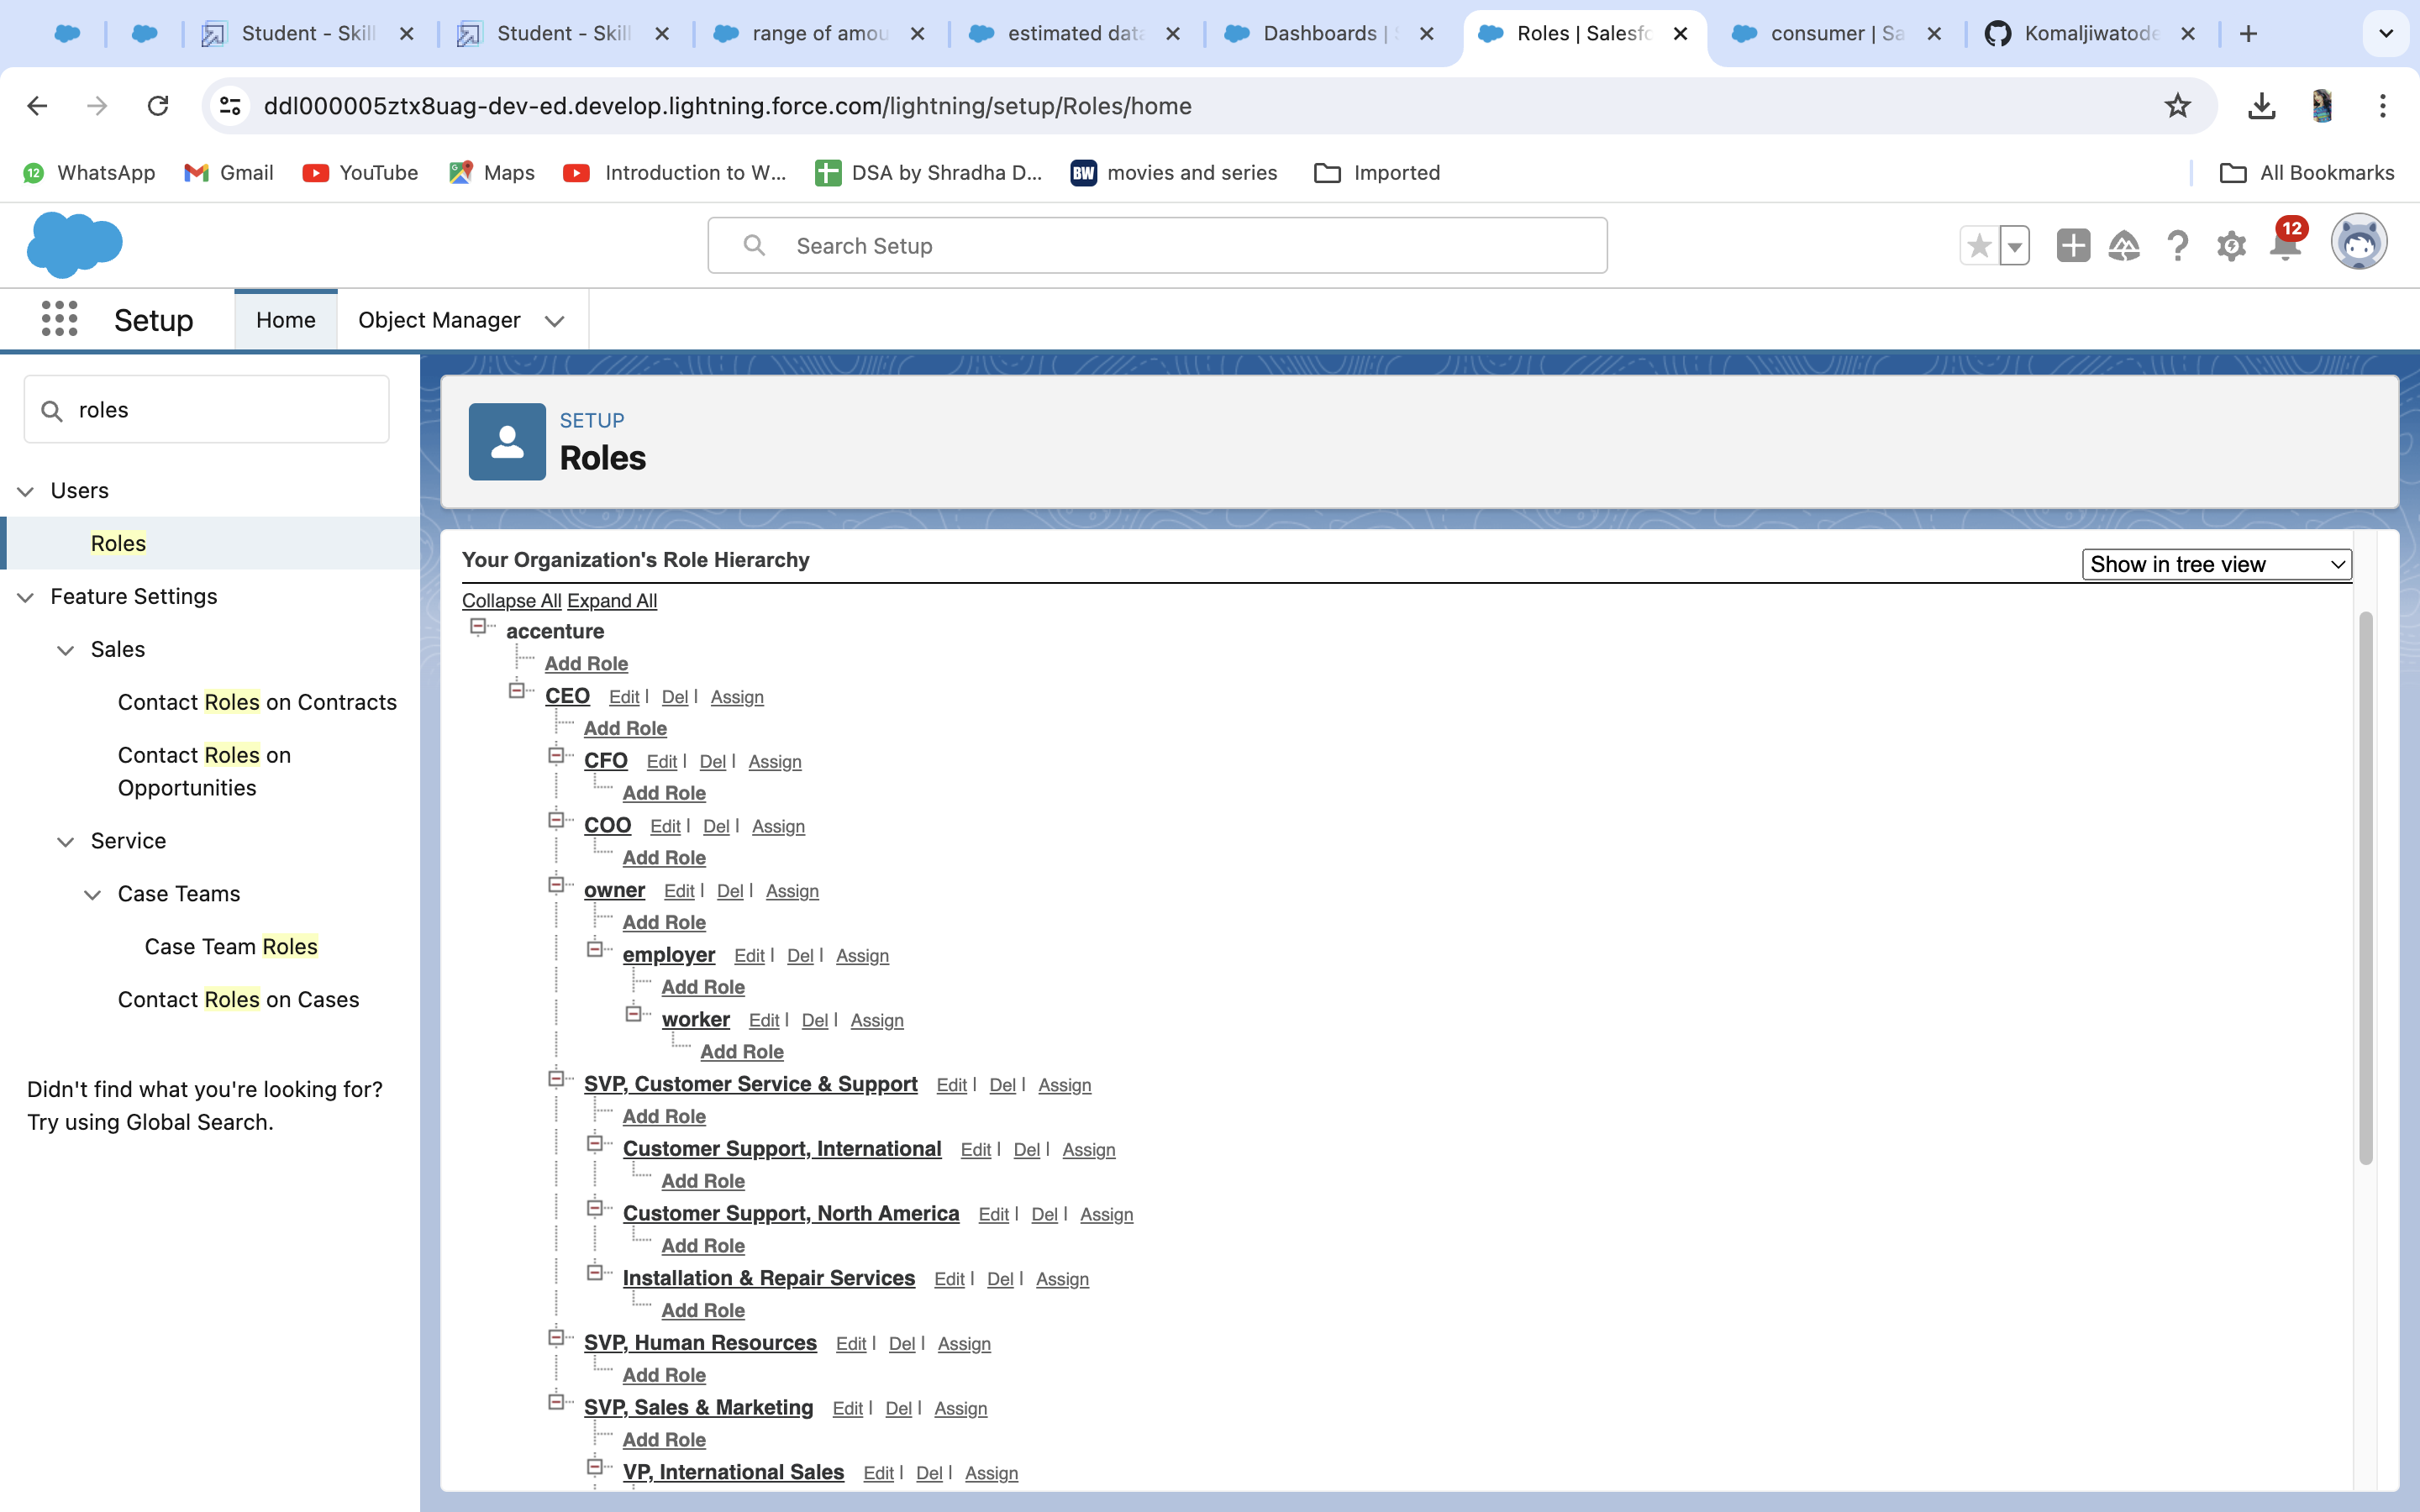 Student - Skil
Student - Skil
range of amou
estimated data
Dashboards | S
Roles | Salesfo
consumer | Sa
Komaljiwatode
ddl000005ztx8uag-dev-ed.develop.lightning.force.com/lightning/setup/Roles/home
12 WhatsApp
Gmail
YouTube
Maps
Introduction to W...
DSA by Shradha D...
BW movies and series
Imported
All Bookmarks
Search Setup
12
Setup
Home
Object Manager
roles
Users
Roles
Feature Settings
Sales
Contact Roles on Contracts
Contact Roles on
Opportunities
Service
Case Teams
Case Team Roles
Contact Roles on Cases
Didn't find what you're looking for?
Try using Global Search.
SETUP
Roles
Your Organization's Role Hierarchy
Show in tree view
Collapse All Expand All
accenture
Add Role
CEO Edit | Del | Assign
Add Role
CFO Edit | Del | Assign
Add Role
COO Edit | Del | Assign
Add Role
owner Edit | Del | Assign
Add Role
employer Edit | Del | Assign
Add Role
worker Edit | Del | Assign
Add Role
SVP, Customer Service & Support Edit | Del | Assign
Add Role
Customer Support, International Edit | Del | Assign
Add Role
Customer Support, North America Edit | Del | Assign
Add Role
Installation & Repair Services Edit | Del | Assign
Add Role
SVP, Human Resources Edit | Del | Assign
Add Role
SVP, Sales & Marketing Edit | Del | Assign
Add Role
VP, International Sales Edit | Del | Assign